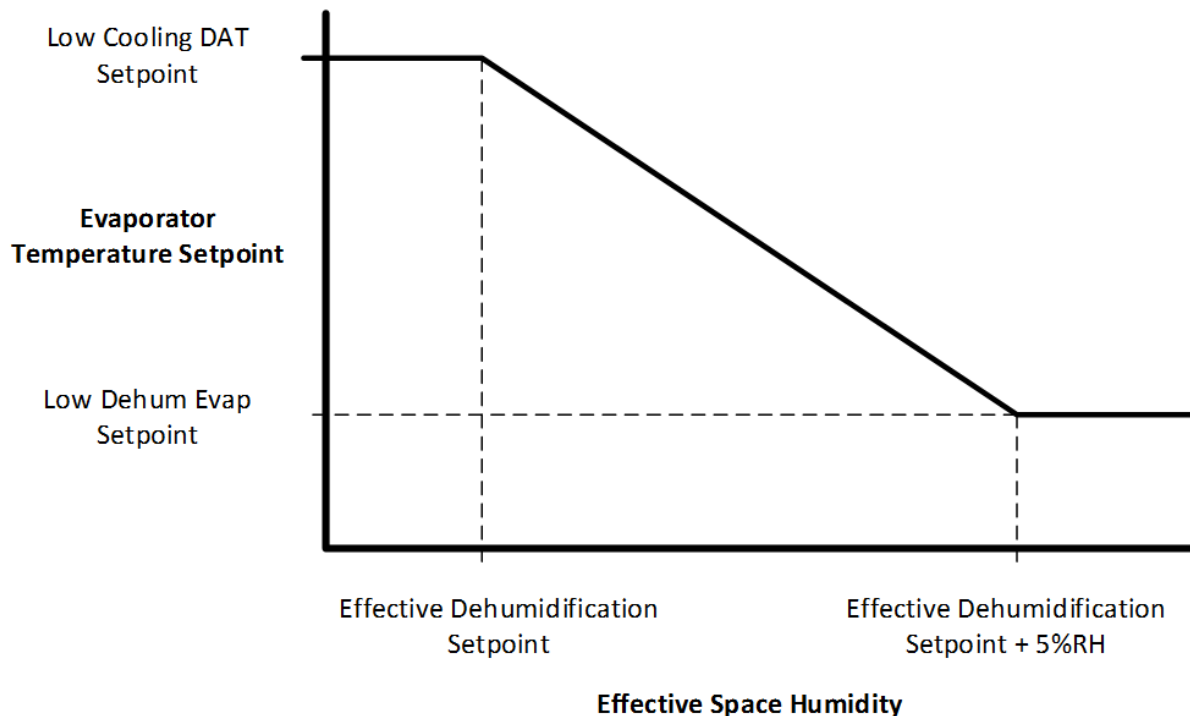 Low Cooling DAT
Setpoint
Evaporator
Temperature Setpoint
Low Dehum Evap
Setpoint
Effective Dehumidification
Setpoint
Effective Dehumidification
Setpoint + 5%RH
Effective Space Humidity